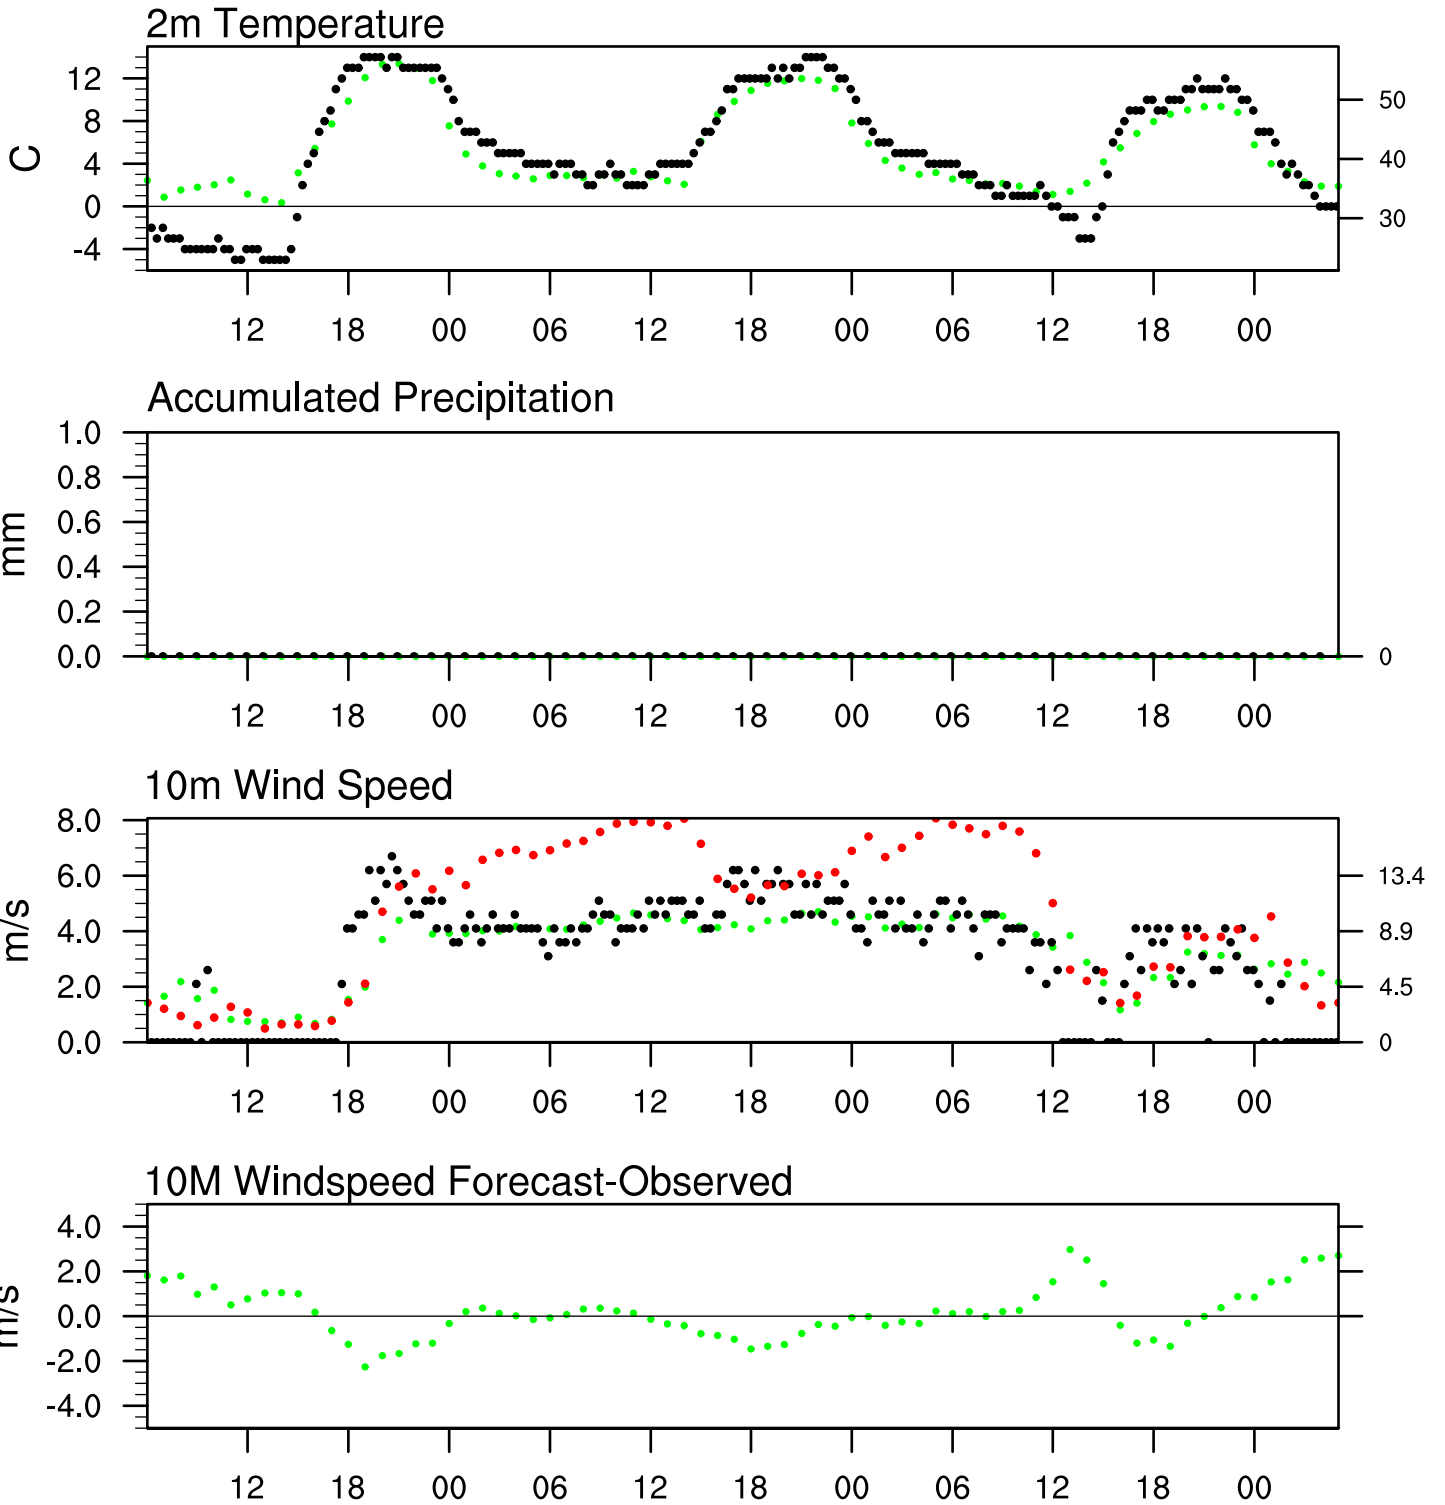 2m Temperature
12
8
4
0
-4
C
50
40
30
12 18 00 06 12 18 00 06 12 18 00
Accumulated Precipitation
1.0
0.8
0.6
0.4
0.2
0.0
mm
0
12 18 00 06 12 18 00 06 12 18 00
10m Wind Speed
8.0
6.0
4.0
2.0
0.0
m/s
13.4
8.9
4.5
0
12 18 00 06 12 18 00 06 12 18 00
10M Windspeed Forecast-Observed
4.0
2.0
0.0
-2.0
-4.0
m/s
12 18 00 06 12 18 00 06 12 18 00